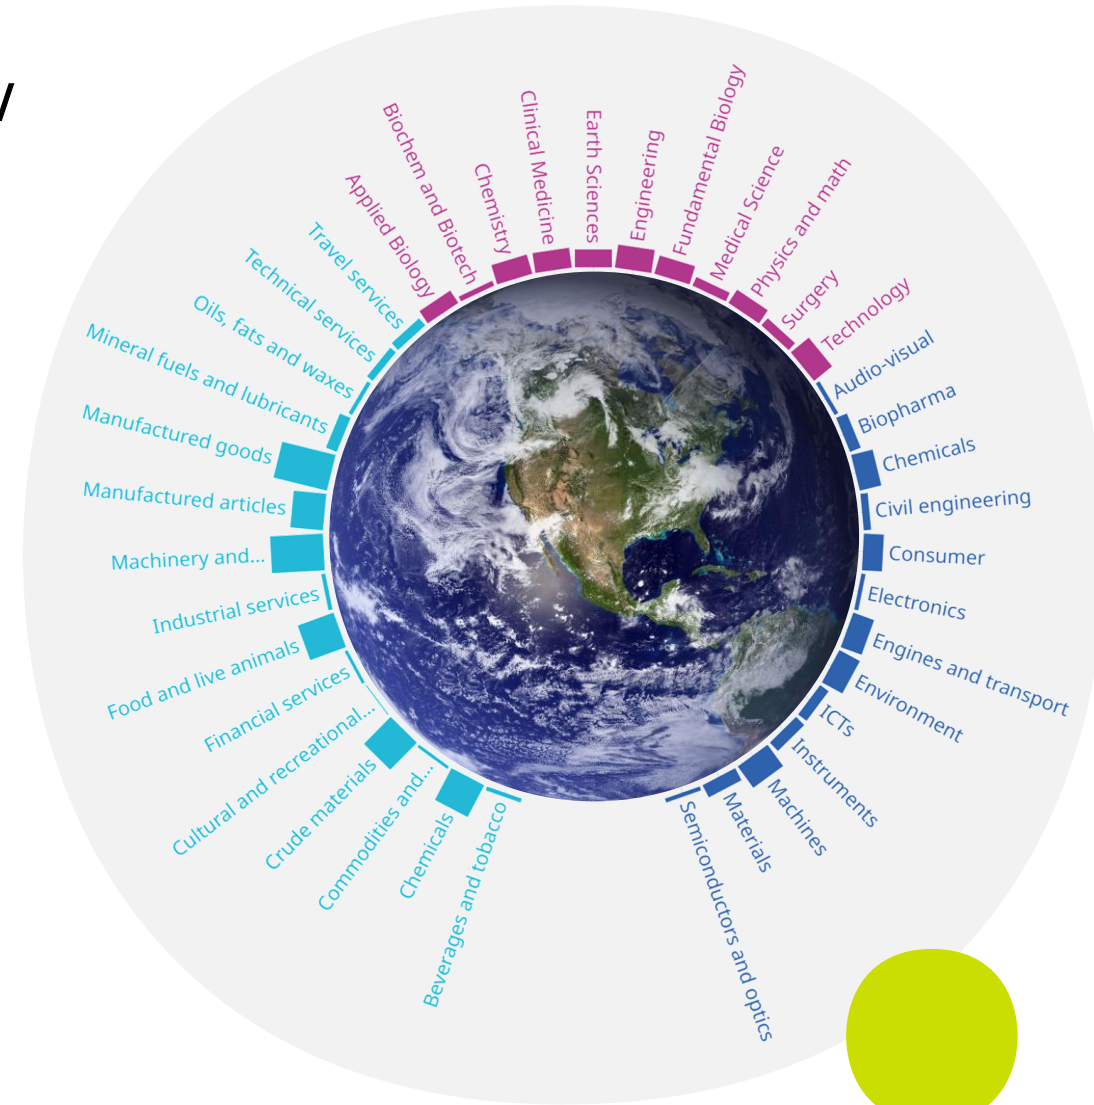 Applied Biology
Biochem and Biotech
Chemistry
Clinical Medicine
Earth Sciences
Engineering
Fundamental Biology
Medical Science
Physics and math
Surgery
Technology
Audio-visual
Biopharma
Chemicals
Civil engineering
Consumer
Electronics
Engines and transport
Environment
ICTs
Instruments
Machines
Materials
Semiconductors and optics
Beverages and tobacco
Chemicals
Commodities and...
Crude materials
Cultural and recreational...
Financial services
Food and live animals
Industrial services
Machinery and...
Manufactured articles
Manufactured goods
Mineral fuels and lubricants
Oils, fats and waxes
Technical services
Travel services